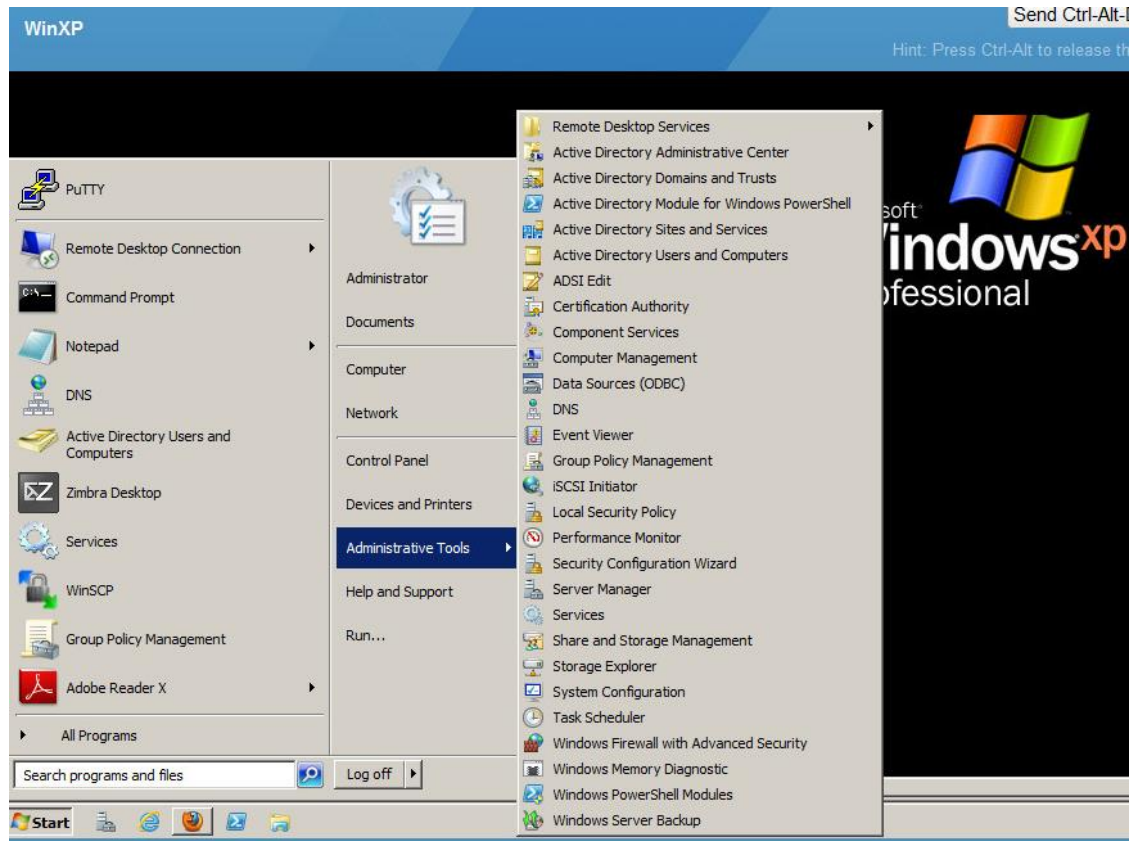 WinXP
Send Ctrl-Alt-
Hint: Press Ctrl-Alt to release
PuTTY
Remote Desktop Connection
Command Prompt
Notepad
DNS
Active Directory Users and
Computers
Zimbra Desktop
Services
WinSCP
Group Policy Management
Adobe Reader X
All Programs
Search programs and files
Administrator
Documents
Computer
Network
Control Panel
Devices and Printers
Administrative Tools
Help and Support
Run...
Log off
Remote Desktop Services
Active Directory Administrative Center
Active Directory Domains and Trusts
Active Directory Module for Windows PowerShell
Active Directory Sites and Services
Active Directory Users and Computers
ADSI Edit
Certification Authority
Component Services
Computer Management
Data Sources (ODBC)
DNS
Event Viewer
Group Policy Management
iSCSI Initiator
Local Security Policy
Performance Monitor
Security Configuration Wizard
Server Manager
Services
Share and Storage Management
Storage Explorer
System Configuration
Task Scheduler
Windows Firewall with Advanced Security
Windows Memory Diagnostic
Windows PowerShell Modules
Windows Server Backup
soft
indows xp
ofessional
Start